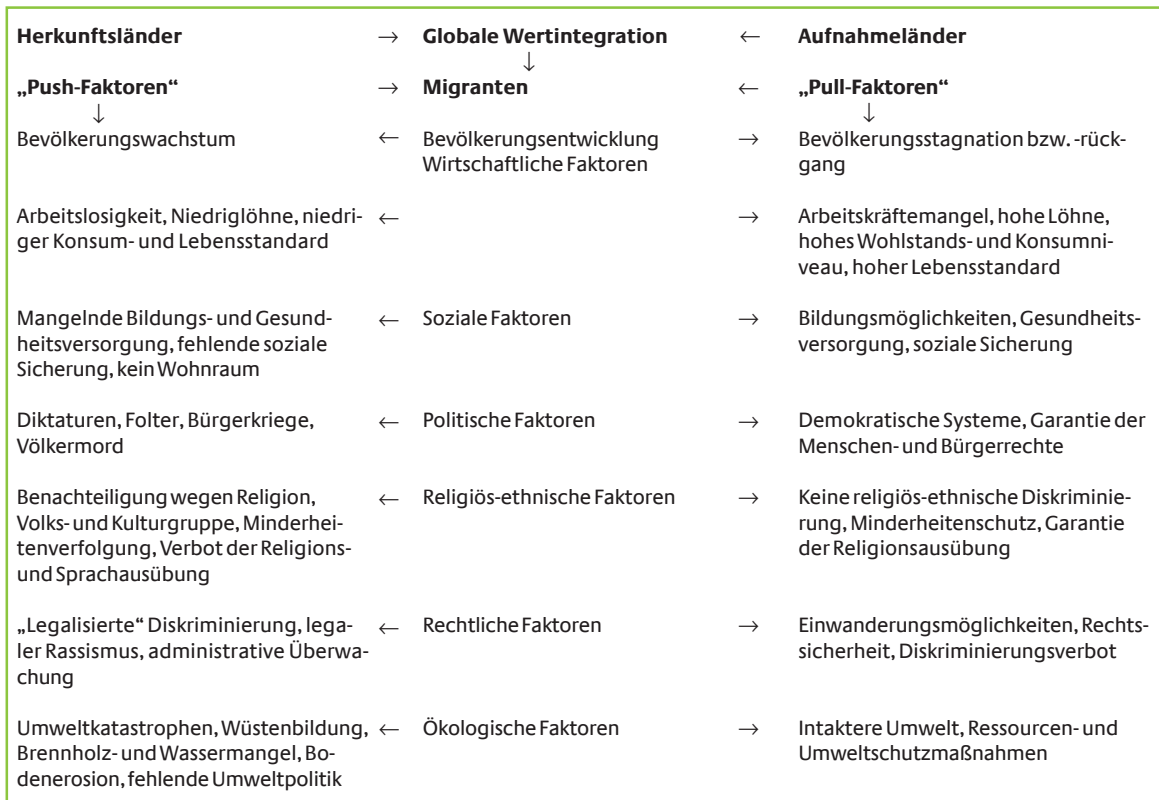 Herkunftsländer → Globale Wertintegration ← Aufnahmeländer
↓
„Push-Faktoren“ → Migranten ← „Pull-Faktoren“
↓ ↓
Bevölkerungswachstum ← Bevölkerungsentwicklung → Bevölkerungsstagnation bzw. -rück-
Wirtschaftliche Faktoren gang
Arbeitslosigkeit, Niedriglöhne, niedri- ← → Arbeitskräftemangel, hohe Löhne,
ger Konsum- und Lebensstandard hohes Wohlstands- und Konsumni-
veau, hoher Lebensstandard
Mangelnde Bildungs- und Gesund- ← Soziale Faktoren → Bildungsmöglichkeiten, Gesundheits-
heitsversorgung, fehlende soziale versorgung, soziale Sicherung
Sicherung, kein Wohnraum
Diktaturen, Folter, Bürgerkriege, ← Politische Faktoren → Demokratische Systeme, Garantie der
Völkermord Menschen- und Bürgerrechte
Benachteiligung wegen Religion, ← Religiös-ethnische Faktoren → Keine religiös-ethnische Diskriminie-
Volks- und Kulturgruppe, Minderhei- rung, Minderheitenschutz, Garantie
tenverfolgung, Verbot der Religions- der Religionsausübung
und Sprachausübung
„Legalisierte“ Diskriminierung, lega- ← Rechtliche Faktoren → Einwanderungsmöglichkeiten, Rechts-
ler Rassismus, administrative Überwa- sicherheit, Diskriminierungsverbot
chung
Umweltkatastrophen, Wüstenbildung, ← Ökologische Faktoren → Intaktere Umwelt, Ressourcen- und
Brennholz- und Wassermangel, Bo- Umweltschutzmaßnahmen
denerosion, fehlende Umweltpolitik